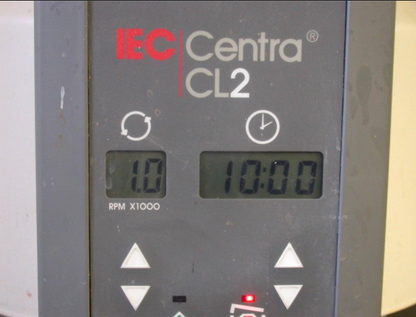 IEC Centra®
CL2
1.0 10:00
RPM X1000